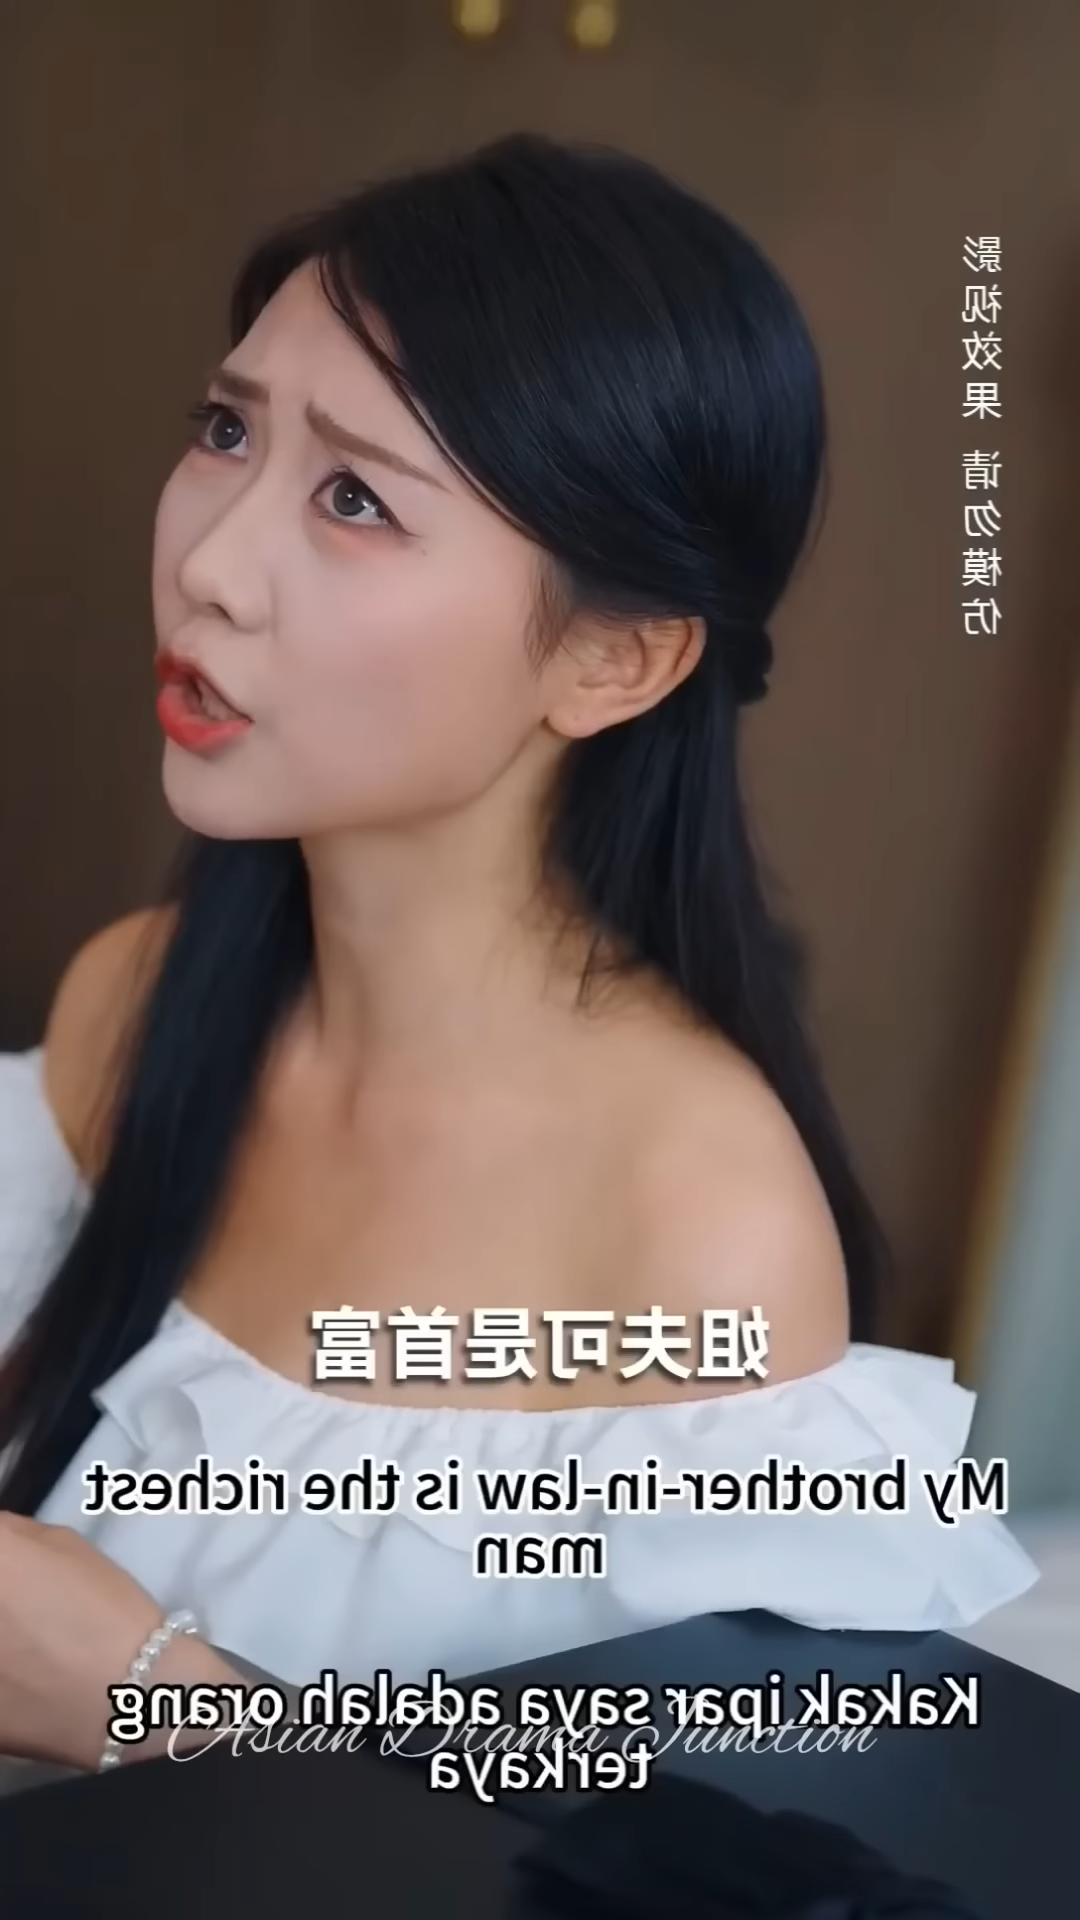 影视效果 请勿模仿
姐夫可是首富
My brother-in-law is the richest
man
Kakak ipar saya adalah orang
terkaya
Asian Drama Junction